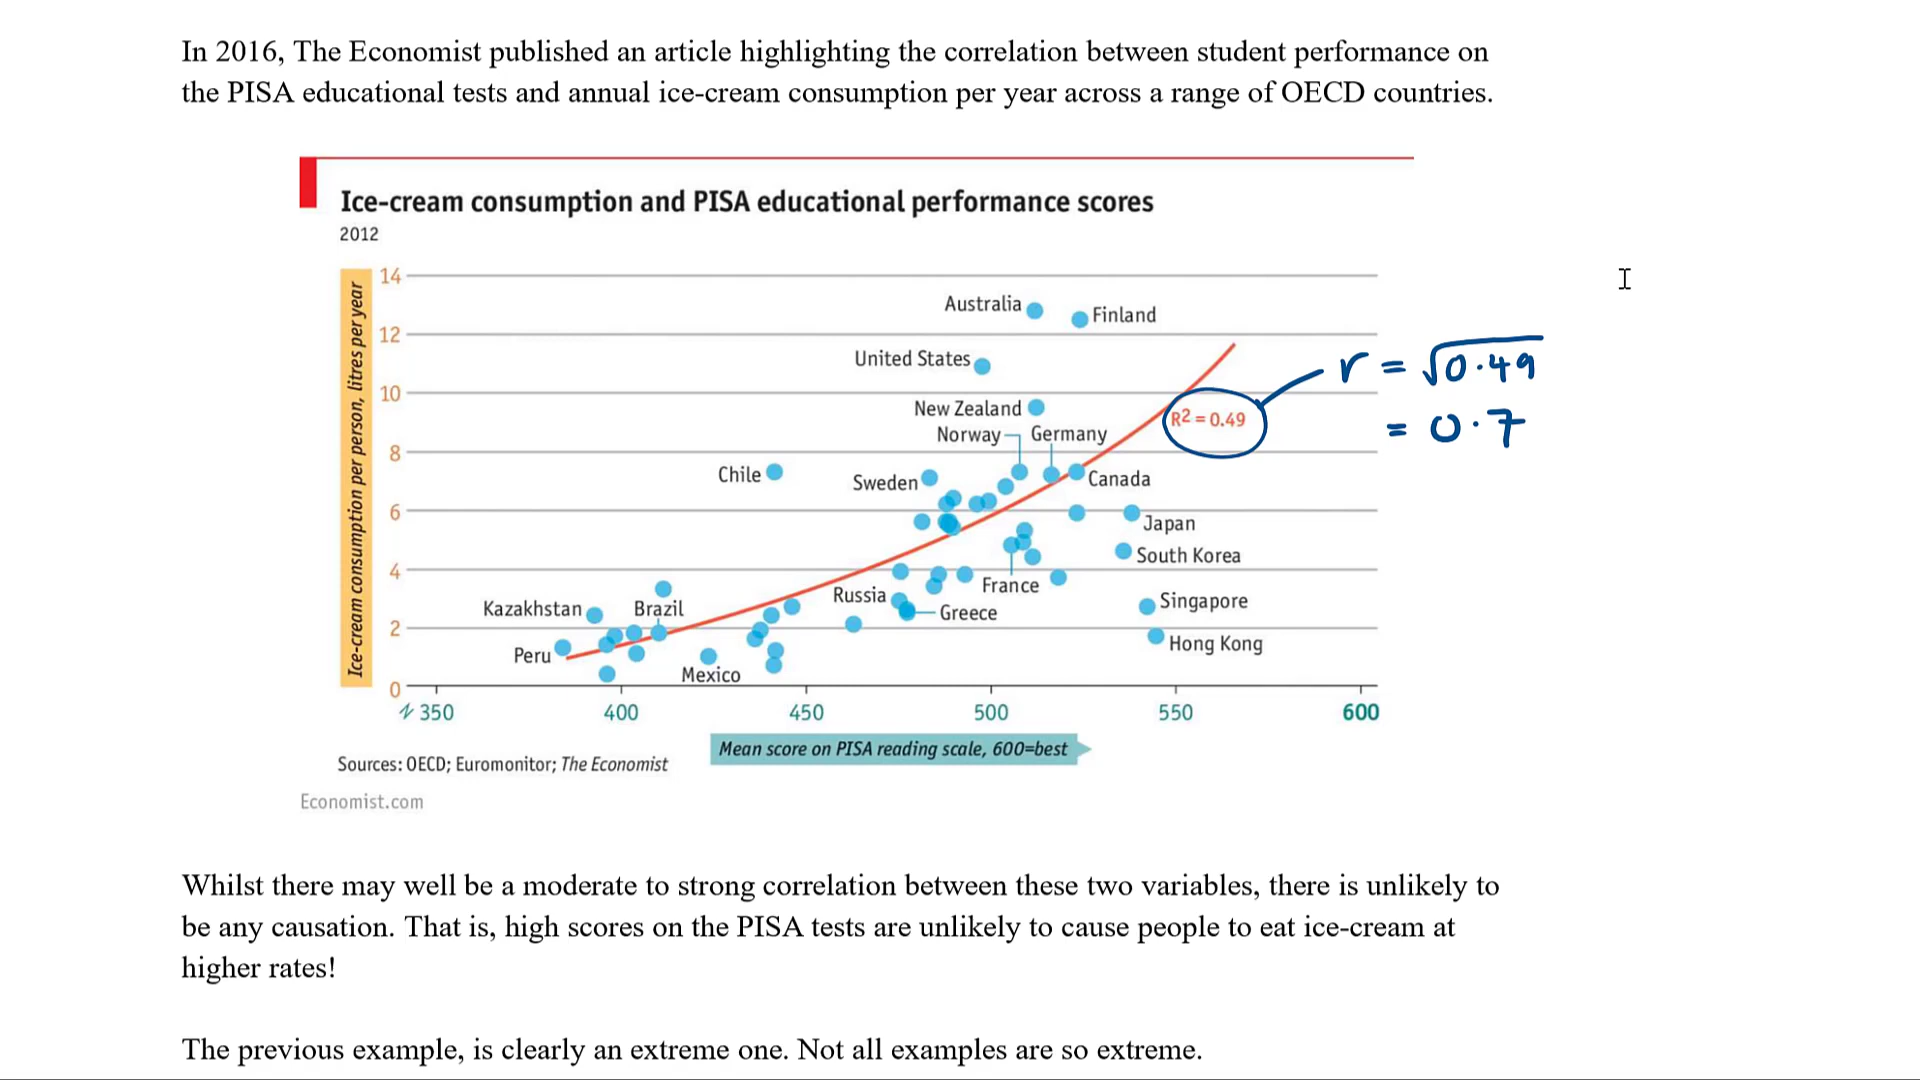 In 2016, The Economist published an article highlighting the correlation between student performance on
the PISA educational tests and annual ice-cream consumption per year across a range of OECD countries.
Ice-cream consumption and PISA educational performance scores
2012
Ice-cream consumption per person, litres per year
14
12
10
8
6
4
2
0
Australia
Finland
United States
New Zealand
Norway
Germany
Chile
Sweden
Canada
Japan
South Korea
France
Russia
Singapore
Greece
Kazakhstan
Brazil
Hong Kong
Peru
Mexico
R² = 0.49
r = √0.49
= 0.7
350
400
450
500
550
600
Mean score on PISA reading scale, 600=best
Sources: OECD; Euromonitor; The Economist
Economist.com
Whilst there may well be a moderate to strong correlation between these two variables, there is unlikely to
be any causation. That is, high scores on the PISA tests are unlikely to cause people to eat ice-cream at
higher rates!
The previous example, is clearly an extreme one. Not all examples are so extreme.